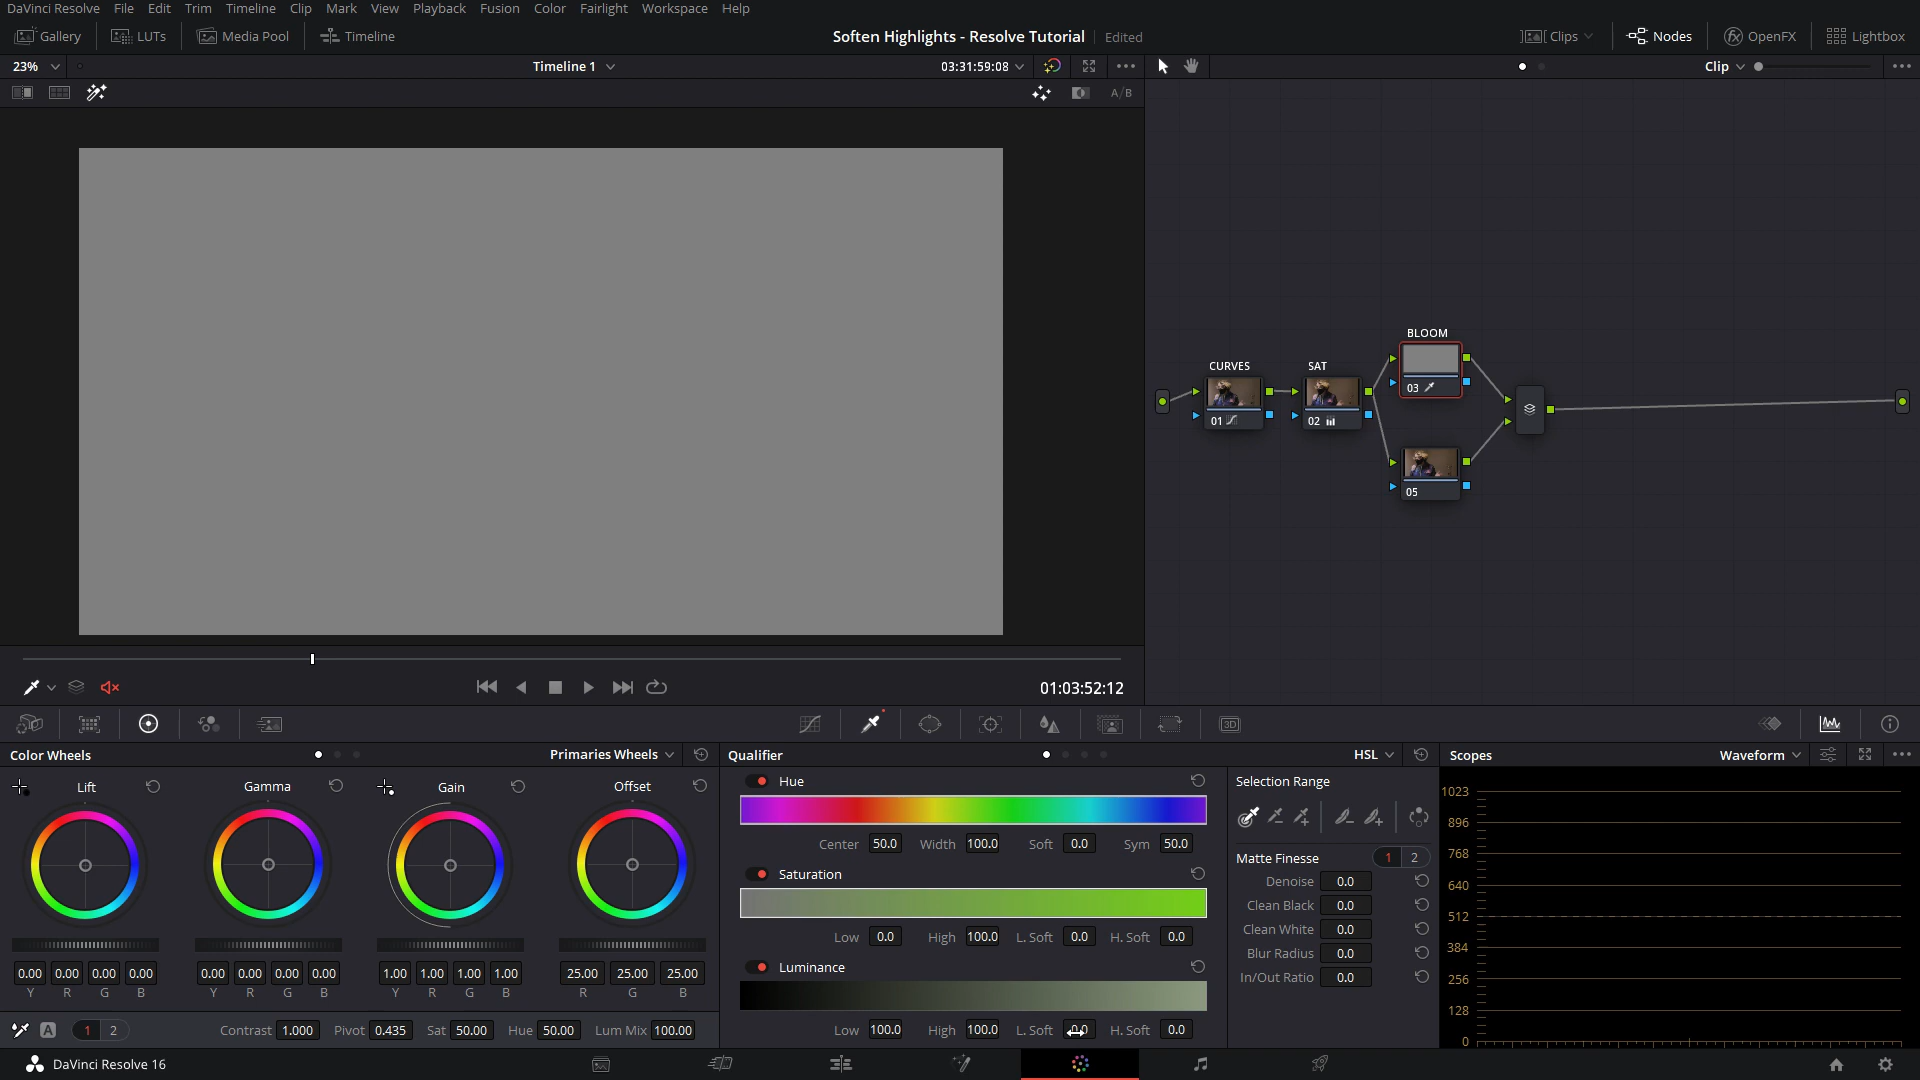 DaVinci Resolve File Edit Trim Timeline Clip Mark View Playback Fusion Color Fairlight Workspace Help
Gallery LUTs Media Pool Timeline Soften Highlights - Resolve Tutorial Edited Clips Nodes OpenFX Lightbox
23% Timeline 1 03:31:59:08 Clip
A/B
BLOOM
CURVES SAT
03
01 02
05
01:03:52:12
3D
Color Wheels Primaries Wheels Qualifier HSL Scopes Waveform
Lift Gamma Gain Offset Hue Selection Range
1023
896
Center 50.0 Width 100.0 Soft 0.0 Sym 50.0
768
Matte Finesse 1 2
Saturation
Denoise 0.0
640
Clean Black 0.0
512
Clean White 0.0
Low 0.0 High 100.0 L. Soft 0.0 H. Soft 0.0
384
Blur Radius 0.0
Luminance
0.00 0.00 0.00 0.00 0.00 0.00 0.00 0.00 1.00 1.00 1.00 1.00 25.00 25.00 25.00
In/Out Ratio 0.0
256
Y R G B Y R G B Y R G B R G B
128
A 1 2 Contrast 1.000 Pivot 0.435 Sat 50.00 Hue 50.00 Lum Mix 100.00 Low 100.0 High 100.0 L. Soft 0.0 H. Soft 0.0
0
DaVinci Resolve 16